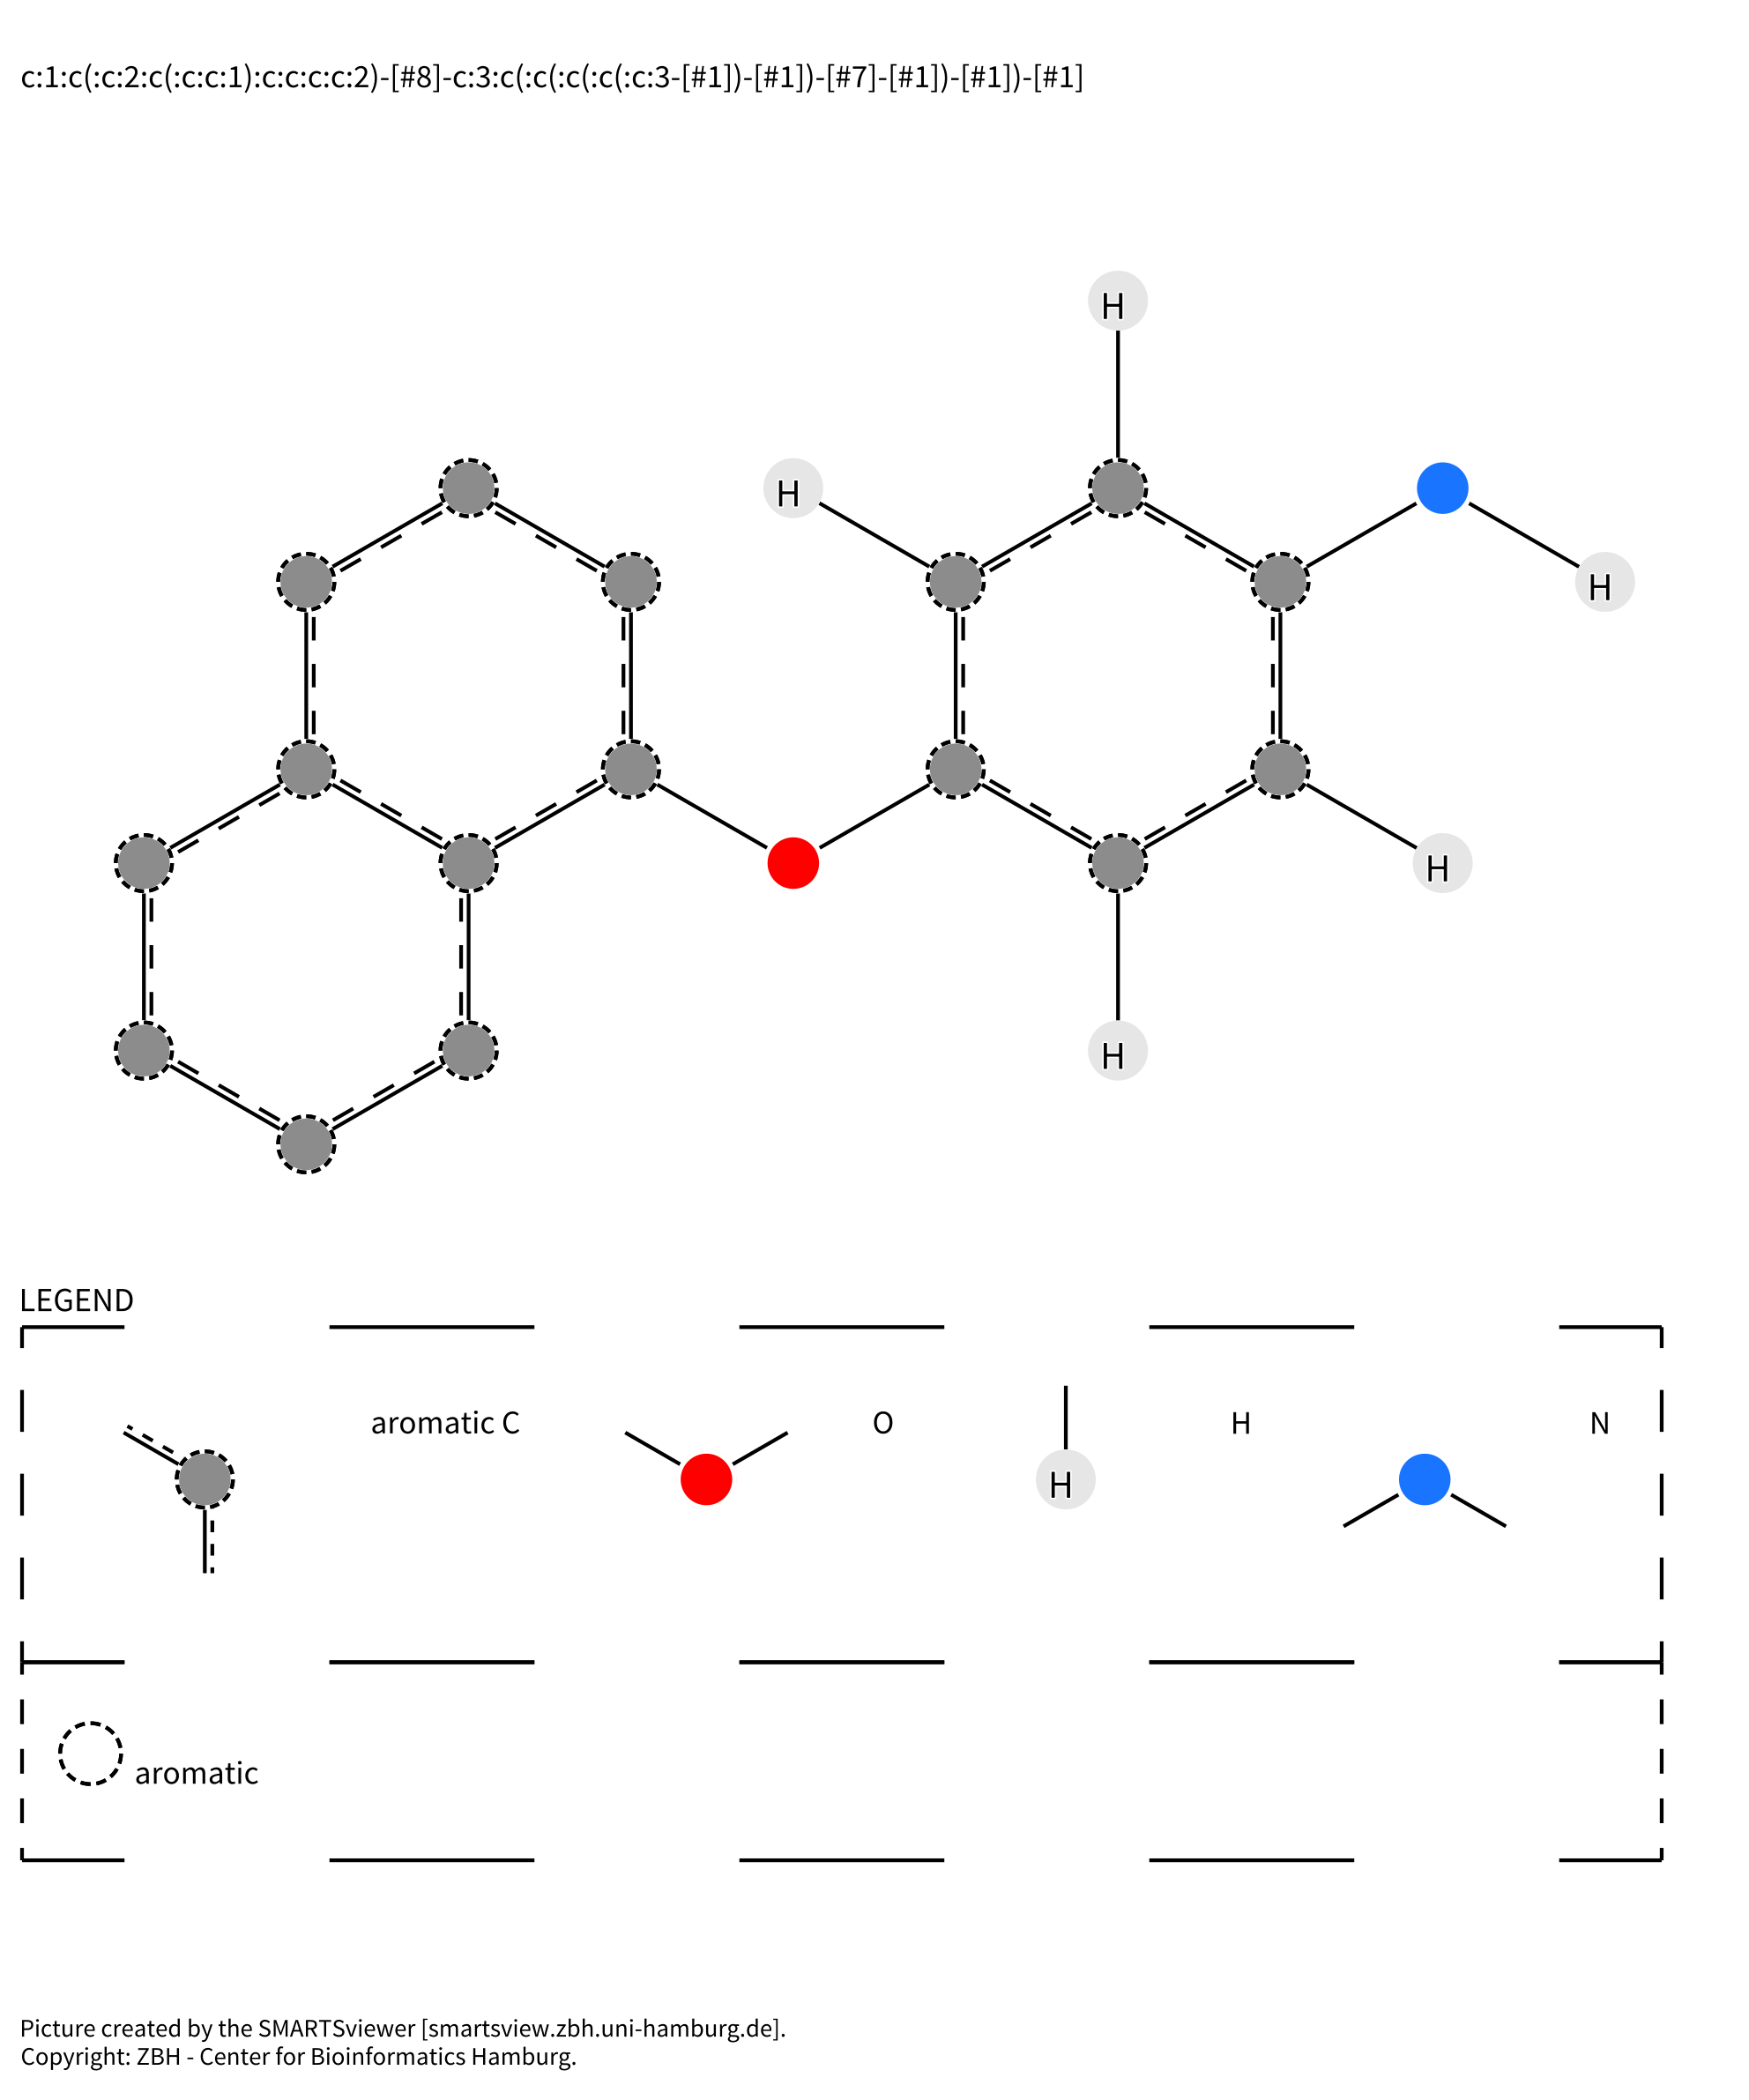 c:1:c(:c:2:c(:c:c:1):c:c:c:c:2)-[#8]-c:3:c(:c(:c(:c(:c:3-[#1])-[#1])-[#7]-[#1])-[#1])-[#1]
H
H
H
H
H
LEGEND
aromatic C
O
H
H
N
aromatic
Picture created by the SMARTSviewer [smartsview.zbh.uni-hamburg.de].
Copyright: ZBH - Center for Bioinformatics Hamburg.